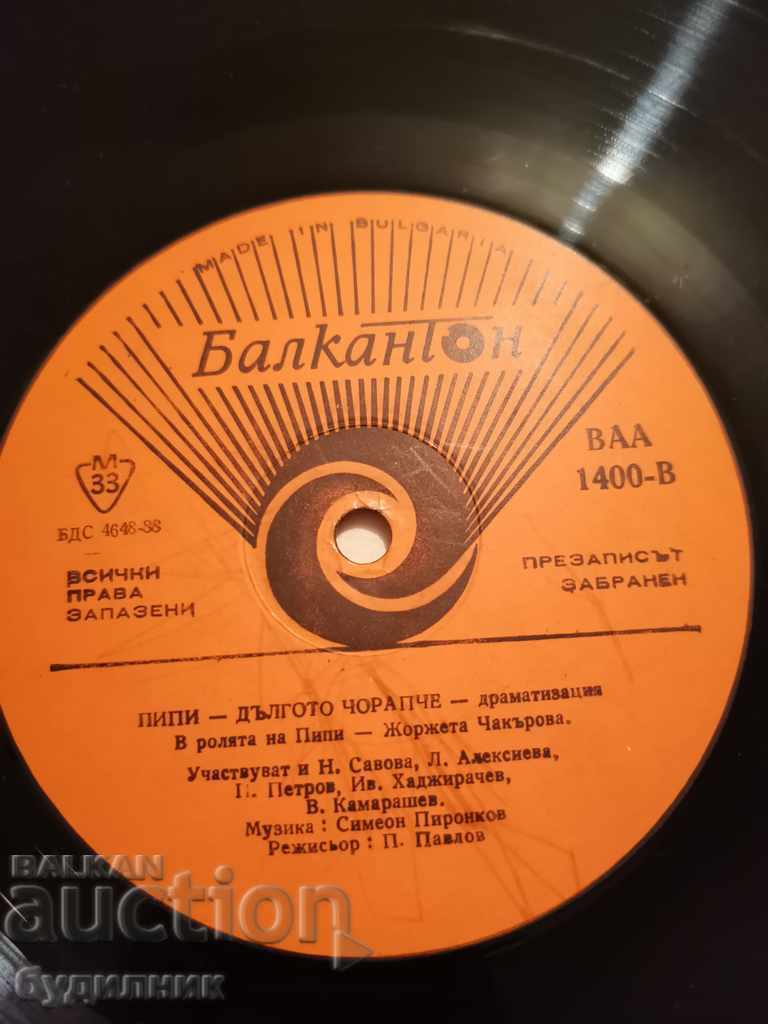 MADE IN BULGARIA
Балкантон
ВАА
1400-В
М
33
БДС 4648-88
ВСИЧКИ
ПРАВА
ЗАПАЗЕНИ
ПРЕЗАПИСЪТ
ЗАБРАНЕН
ПИПИ — ДЪЛГОТО ЧОРАПЧЕ — драматизация
В ролята на Пипи — Жоржета Чакърова.
Участвуват и Н. Савова, Л. Алексиева,
Петров, Ив. Хаджирачев,
В. Камарашев.
Музика : Симеон Пиронков
Режисьор : П. Павлов
BALKAN
auction
будилник